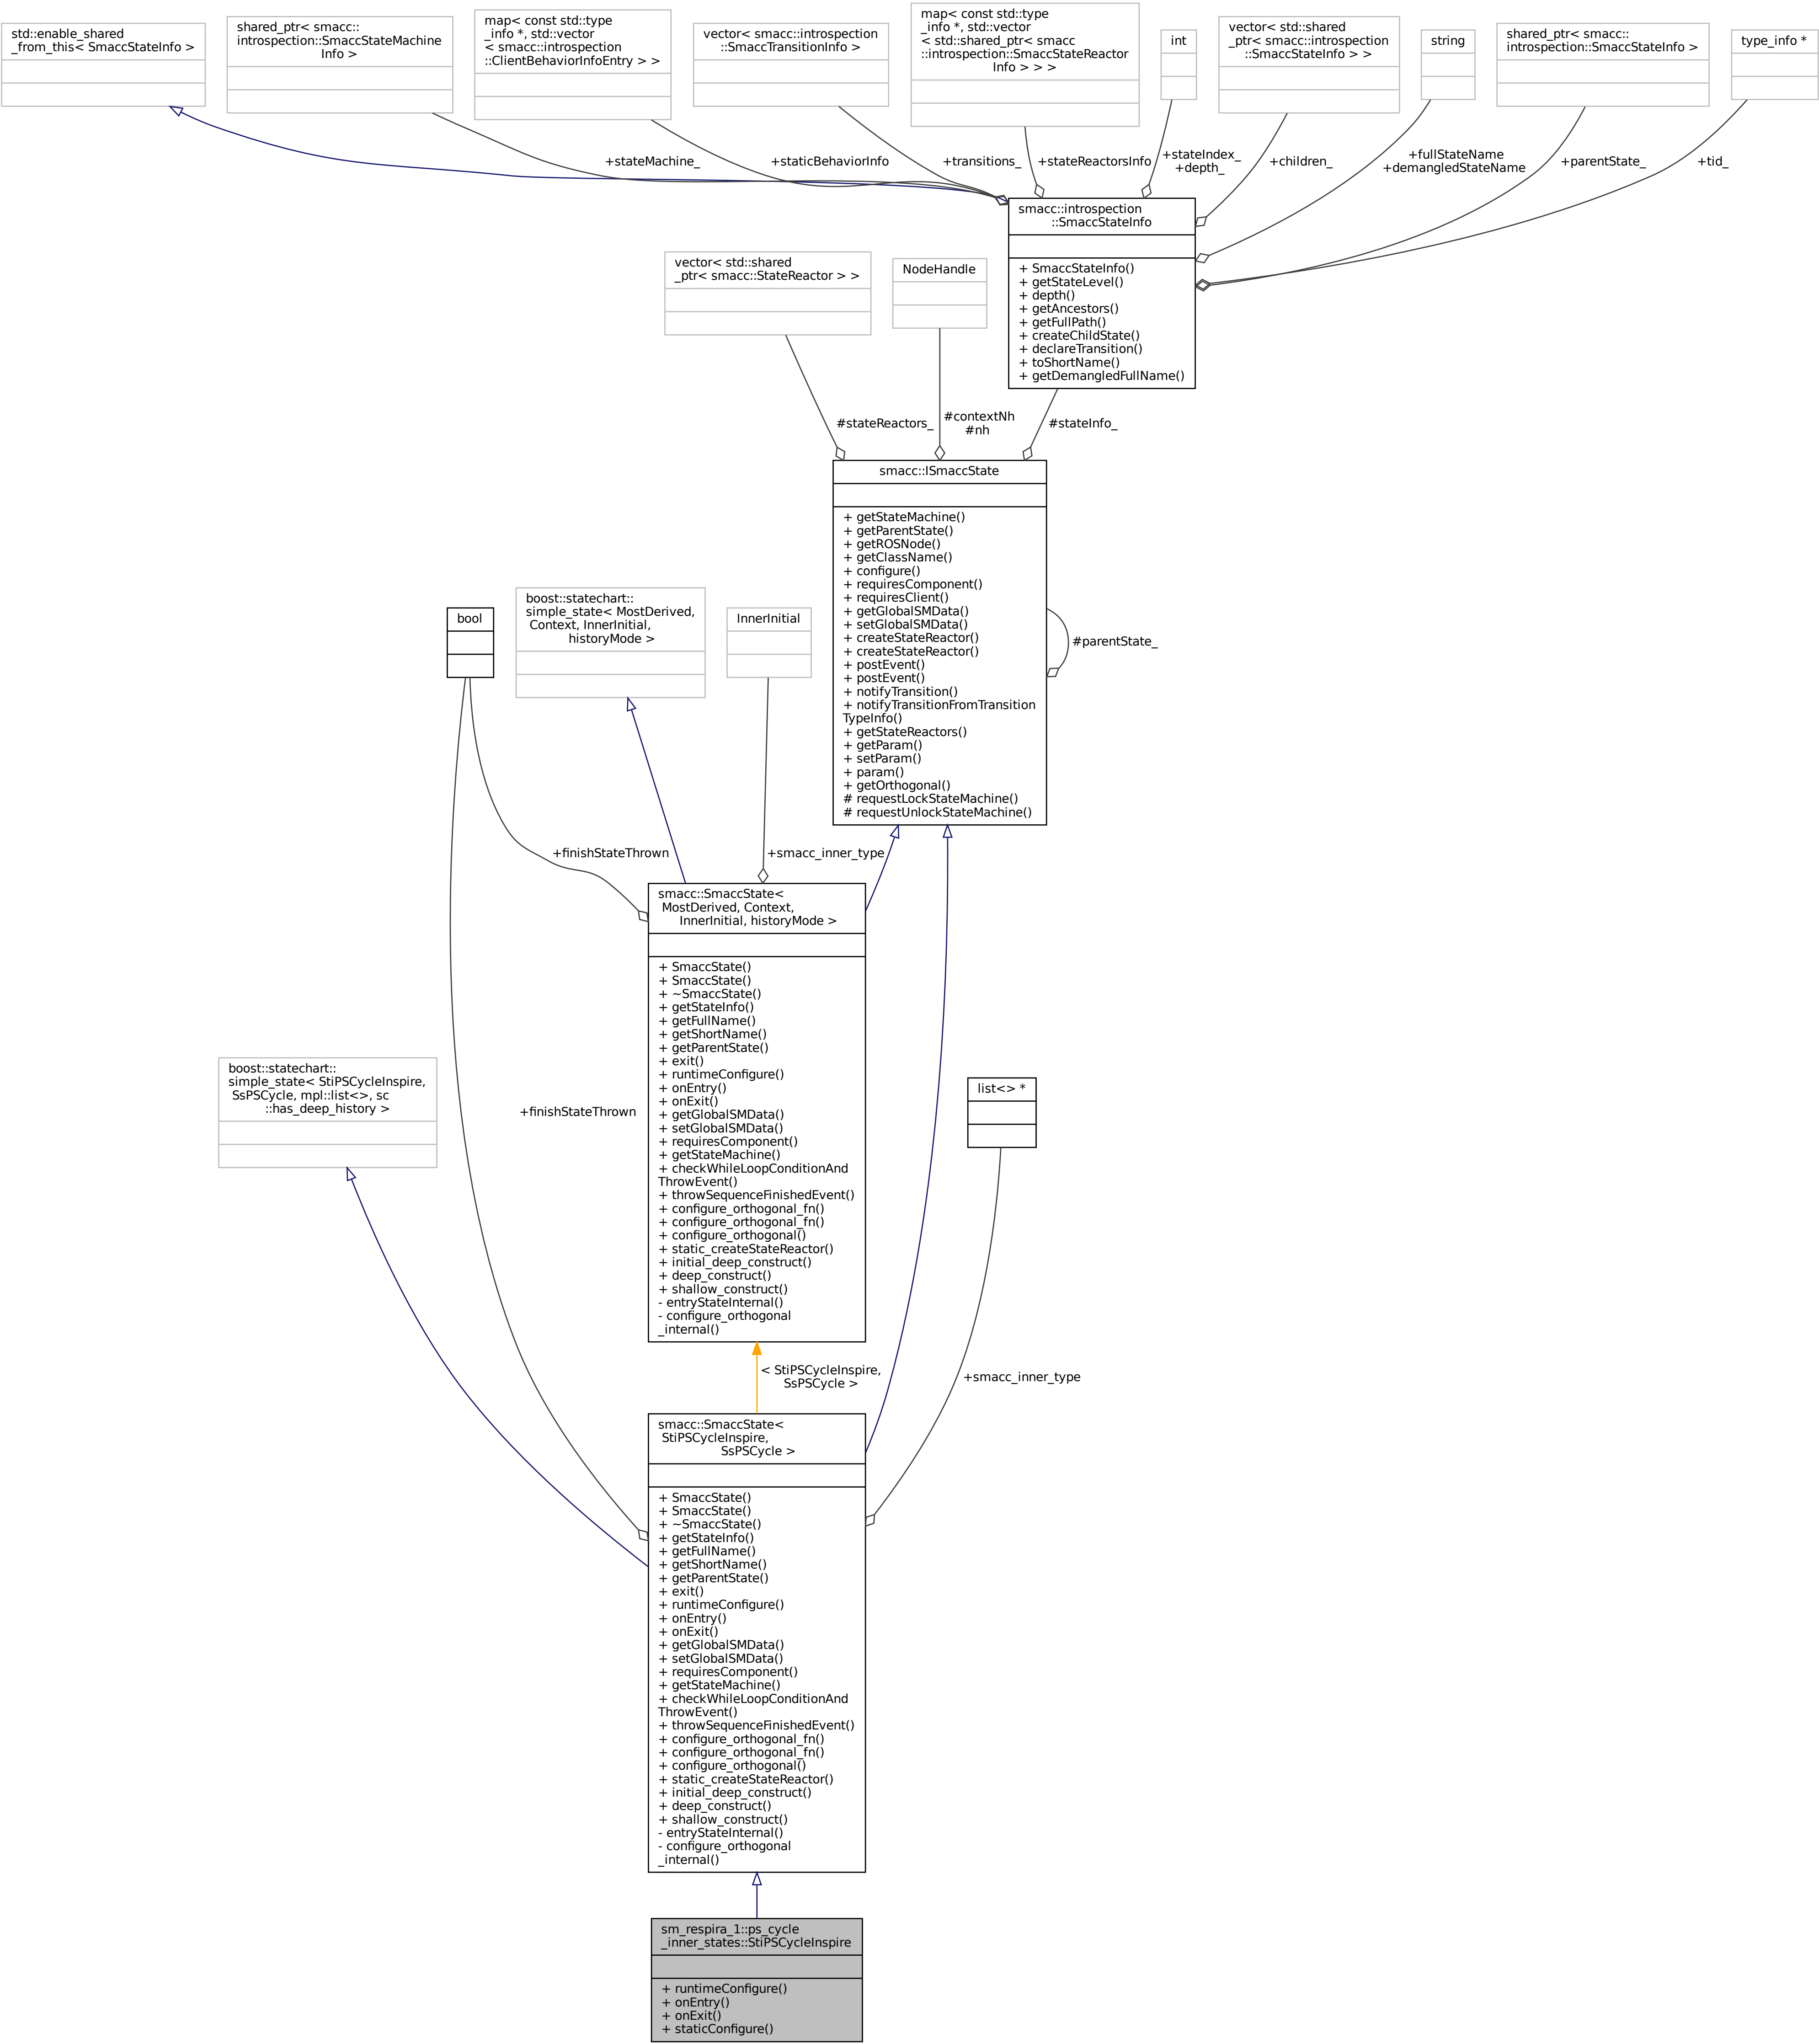 std::enable_shared
_from_this< SmaccStateInfo >
shared_ptr< smacc::
introspection::SmaccStateMachine
Info >
map< const std::type
_info *, std::vector
< smacc::introspection
::ClientBehaviorInfoEntry > >
vector< smacc::introspection
::SmaccTransitionInfo >
map< const std::type
_info *, std::vector
< std::shared_ptr< smacc
::introspection::SmaccStateReactor
Info > > >
int
vector< std::shared
_ptr< smacc::introspection
::SmaccStateInfo > >
string
shared_ptr< smacc::
introspection::SmaccStateInfo >
type_info *
+stateMachine_
+staticBehaviorInfo
+transitions_
+stateReactorsInfo
+stateIndex_
+depth_
+children_
+fullStateName
+demangledStateName
+parentState_
+tid_
smacc::introspection
::SmaccStateInfo
+ SmaccStateInfo()
+ getStateLevel()
+ depth()
+ getAncestors()
+ getFullPath()
+ createChildState()
+ declareTransition()
+ toShortName()
+ getDemangledFullName()
vector< std::shared
_ptr< smacc::StateReactor > >
NodeHandle
#stateReactors_
#contextNh
#nh
#stateInfo_
smacc::ISmaccState
+ getStateMachine()
+ getParentState()
+ getROSNode()
+ getClassName()
+ configure()
+ requiresComponent()
+ requiresClient()
+ getGlobalSMData()
+ setGlobalSMData()
+ createStateReactor()
+ createStateReactor()
+ postEvent()
+ postEvent()
+ notifyTransition()
+ notifyTransitionFromTransition
TypeInfo()
+ getStateReactors()
+ getParam()
+ setParam()
+ param()
+ getOrthogonal()
# requestLockStateMachine()
# requestUnlockStateMachine()
#parentState_
bool
boost::statechart::
simple_state< MostDerived,
Context, InnerInitial,
historyMode >
InnerInitial
+finishStateThrown
+smacc_inner_type
smacc::SmaccState<
MostDerived, Context,
InnerInitial, historyMode >
+ SmaccState()
+ SmaccState()
+ ~SmaccState()
+ getStateInfo()
+ getFullName()
+ getShortName()
+ getParentState()
+ exit()
+ runtimeConfigure()
+ onEntry()
+ onExit()
+ getGlobalSMData()
+ setGlobalSMData()
+ requiresComponent()
+ getStateMachine()
+ checkWhileLoopConditionAnd
ThrowEvent()
+ throwSequenceFinishedEvent()
+ configure_orthogonal_fn()
+ configure_orthogonal_fn()
+ configure_orthogonal()
+ static_createStateReactor()
+ initial_deep_construct()
+ deep_construct()
+ shallow_construct()
- entryStateInternal()
- configure_orthogonal
_internal()
boost::statechart::
simple_state< StiPSCycleInspire,
SsPSCycle, mpl::list<>, sc
::has_deep_history >
+finishStateThrown
list<> *
< StiPSCycleInspire,
SsPSCycle >
+smacc_inner_type
smacc::SmaccState<
StiPSCycleInspire,
SsPSCycle >
+ SmaccState()
+ SmaccState()
+ ~SmaccState()
+ getStateInfo()
+ getFullName()
+ getShortName()
+ getParentState()
+ exit()
+ runtimeConfigure()
+ onEntry()
+ onExit()
+ getGlobalSMData()
+ setGlobalSMData()
+ requiresComponent()
+ getStateMachine()
+ checkWhileLoopConditionAnd
ThrowEvent()
+ throwSequenceFinishedEvent()
+ configure_orthogonal_fn()
+ configure_orthogonal_fn()
+ configure_orthogonal()
+ static_createStateReactor()
+ initial_deep_construct()
+ deep_construct()
+ shallow_construct()
- entryStateInternal()
- configure_orthogonal
_internal()
sm_respira_1::ps_cycle
_inner_states::StiPSCycleInspire
+ runtimeConfigure()
+ onEntry()
+ onExit()
+ staticConfigure()